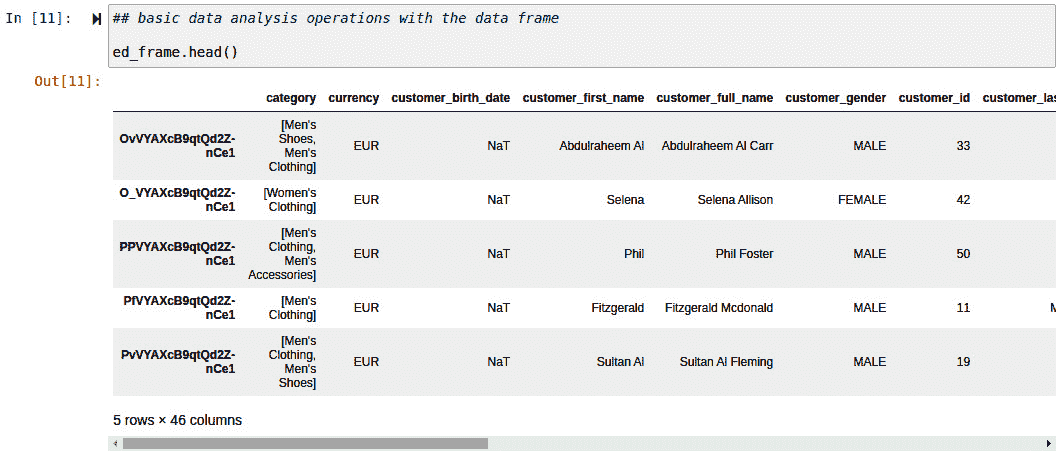 In [11]:
## basic data analysis operations with the data frame
ed_frame.head()
Out[11]:
category currency customer_birth_date customer_first_name customer_full_name customer_gender customer_id customer_las
OvVYAXcB9qtQd2Z-nCe1 [Men's Shoes, Men's Clothing] EUR NaT Abdulraheem Al Abdulraheem Al Carr MALE 33
O_VYAXcB9qtQd2Z-nCe1 [Women's Clothing] EUR NaT Selena Selena Allison FEMALE 42
PPVYAXcB9qtQd2Z-nCe1 [Men's Clothing, Men's Accessories] EUR NaT Phil Phil Foster MALE 50
PfVYAXcB9qtQd2Z-nCe1 [Men's Clothing] EUR NaT Fitzgerald Fitzgerald Mcdonald MALE 11 M
PvVYAXcB9qtQd2Z-nCe1 [Men's Clothing, Men's Shoes] EUR NaT Sultan Al Sultan Al Fleming MALE 19
5 rows × 46 columns